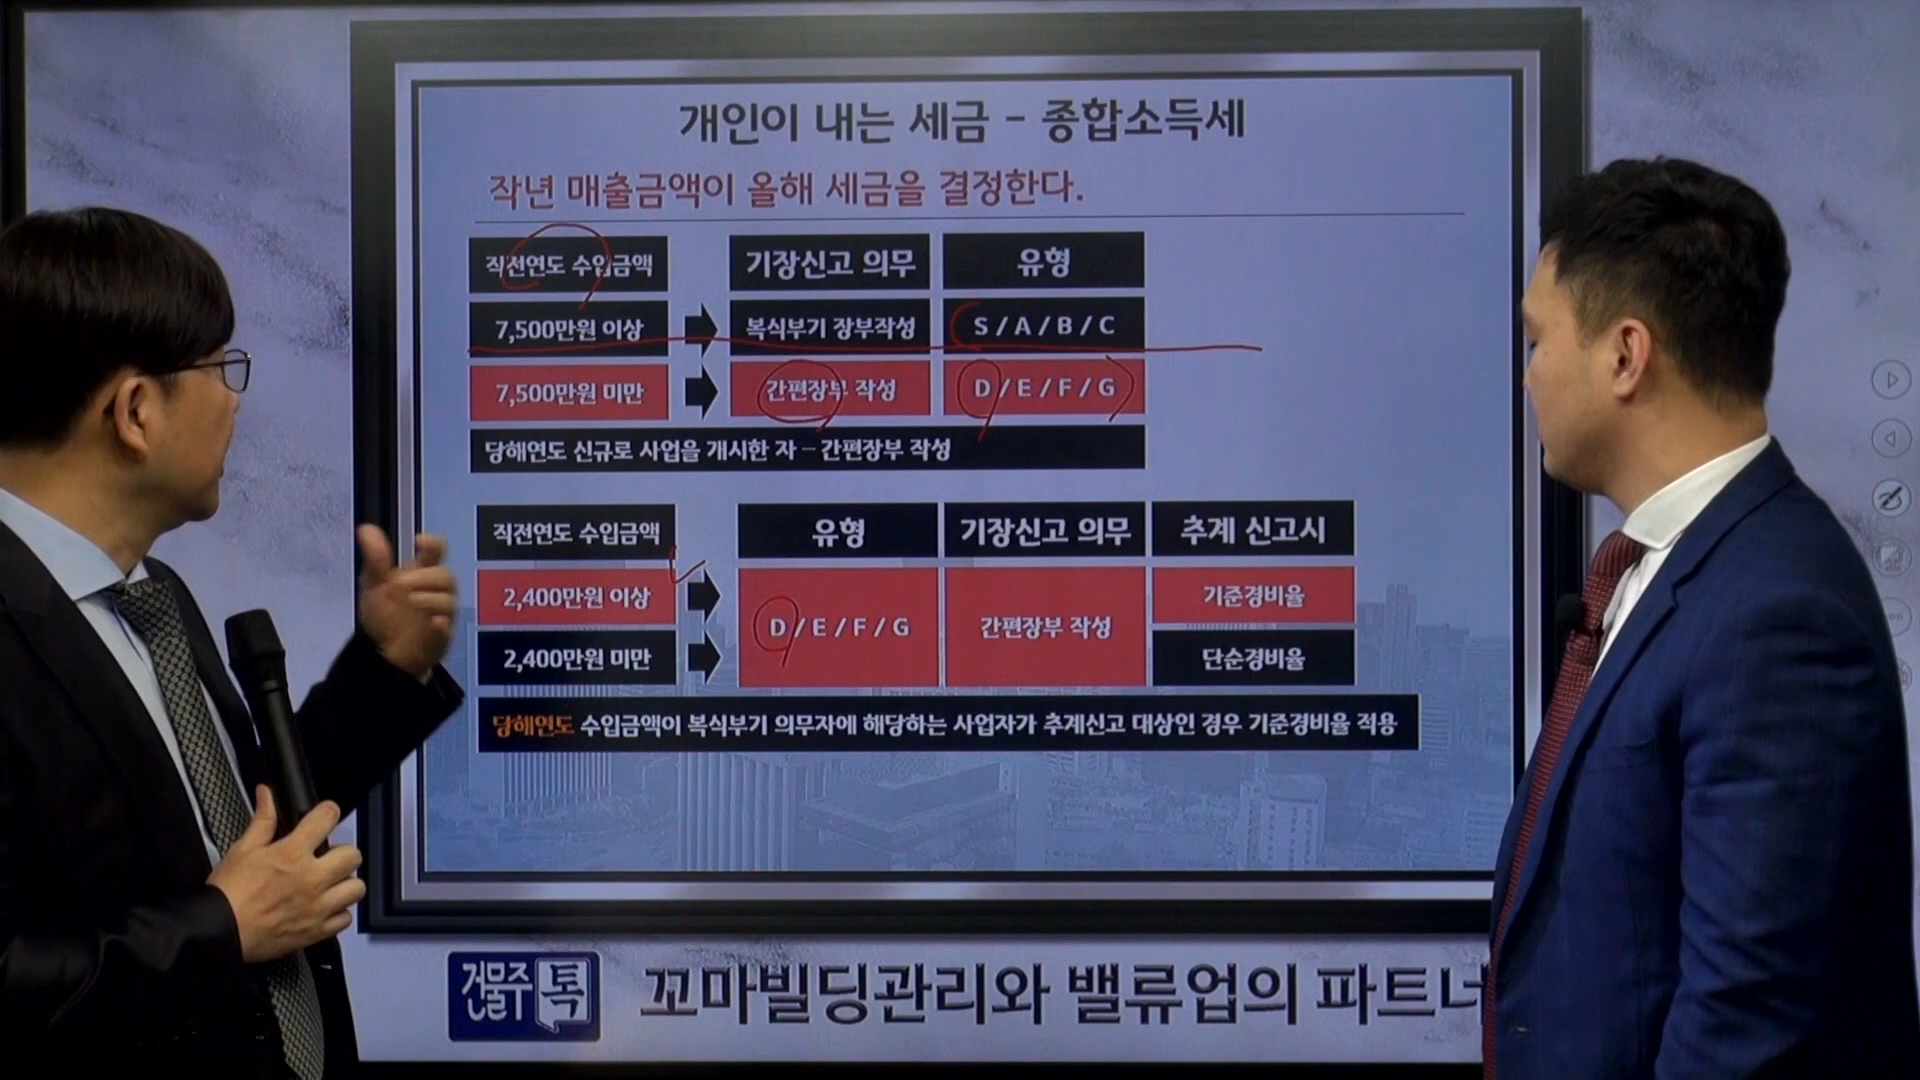 개인이 내는 세금 - 종합소득세
작년 매출금액이 올해 세금을 결정한다.
직전연도 수입금액 기장신고 의무 유형
7,500만원 이상 복식부기 장부작성 S / A / B / C
7,500만원 미만 간편장부 작성 D / E / F / G
당해연도 신규로 사업을 개시한 자 – 간편장부 작성
직전연도 수입금액 유형 기장신고 의무 추계 신고시
2,400만원 이상 기준경비율
D / E / F / G 간편장부 작성
2,400만원 미만 단순경비율
당해연도 수입금액이 복식부기 의무자에 해당하는 사업자가 추계신고 대상인 경우 기준경비율 적용
건물주 톡
꼬마빌딩관리와 밸류업의 파트너